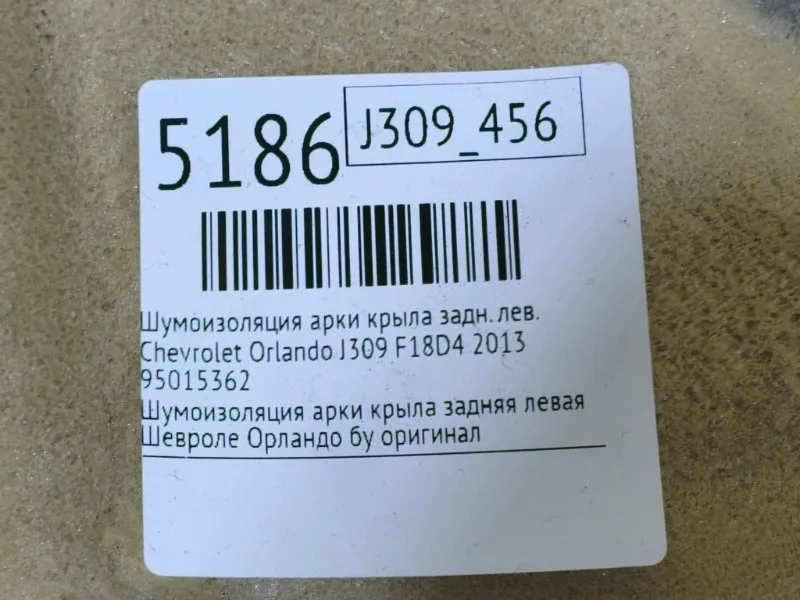 5186
J309_456
Шумоизоляция арки крыла задн. лев.
Chevrolet Orlando J309 F18D4 2013
95015362
Шумоизоляция арки крыла задняя левая
Шевроле Орландо бу оригинал